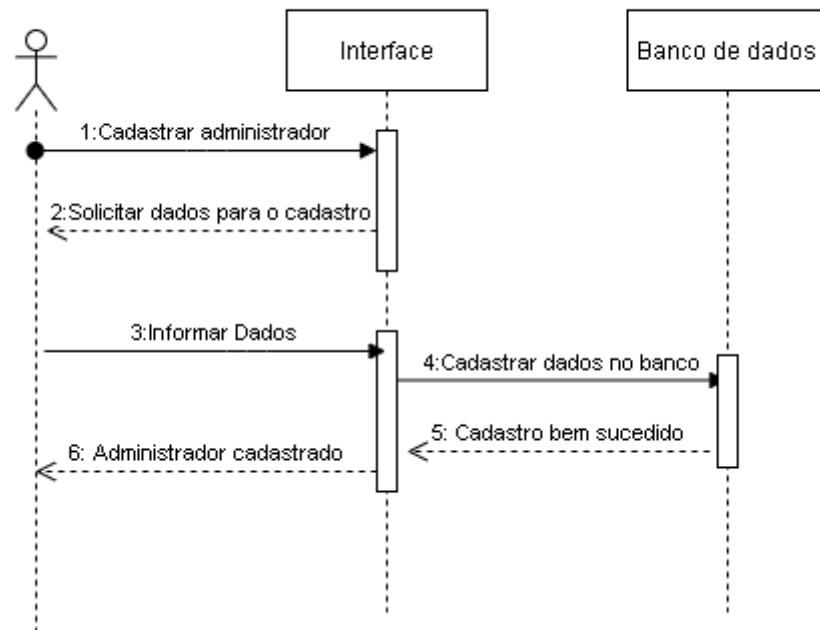 Interface
Banco de dados
1:Cadastrar administrador
2:Solicitar dados para o cadastro
3:Informar Dados
4:Cadastrar dados no banco
5: Cadastro bem sucedido
6: Administrador cadastrado